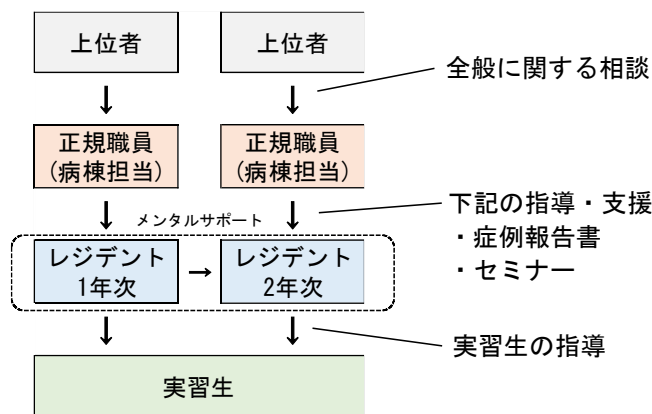 上位者
上位者
全般に関する相談
正規職員
(病棟担当)
正規職員
(病棟担当)
メンタルサポート
下記の指導・支援
・症例報告書
・セミナー
レジデント
1年次
→
レジデント
2年次
実習生の指導
実習生